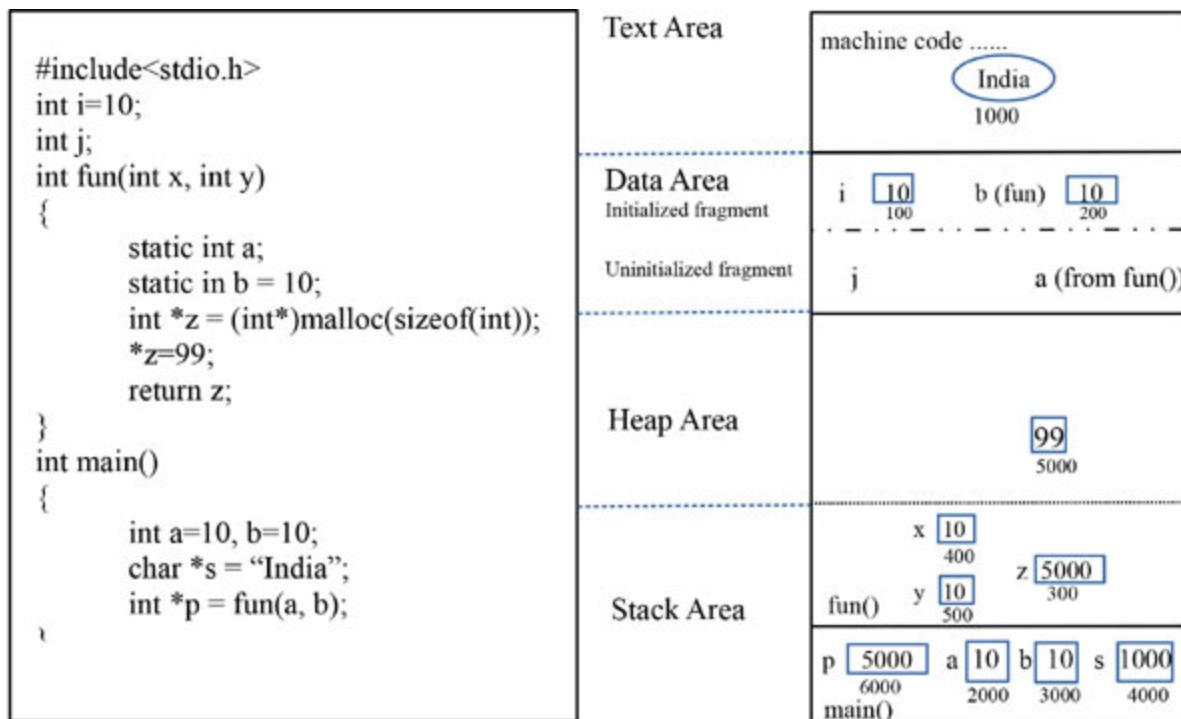 #include<stdio.h>
int i=10;
int j;
int fun(int x, int y)
{
static int a;
static in b = 10;
int *z = (int*)malloc(sizeof(int));
*z=99;
return z;
}
int main()
{
int a=10, b=10;
char *s = “India”;
int *p = fun(a, b);
}
Text Area
machine code ......
India
1000
Data Area
Initialized fragment
i 10 b (fun) 10
100 200
Uninitialized fragment
j a (from fun())
Heap Area
99
5000
Stack Area
x 10
400
z 5000
300
y 10
500
fun()
p 5000 a 10 b 10 s 1000
6000 2000 3000 4000
main()